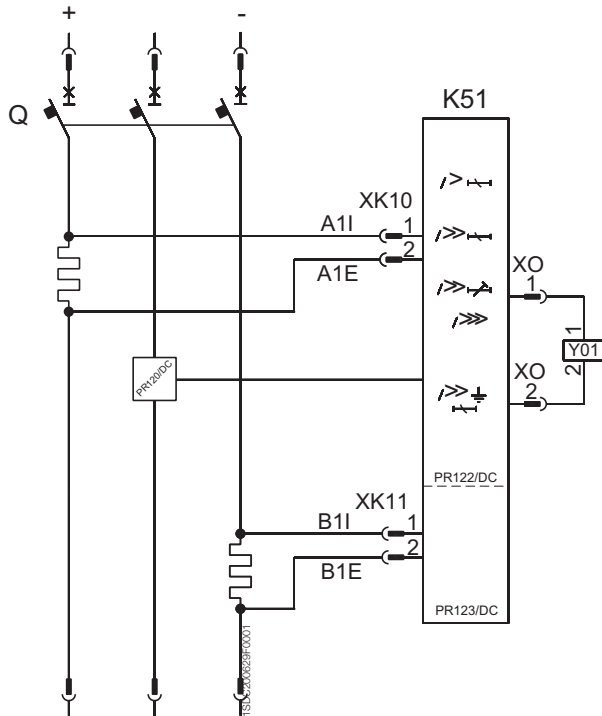 + -
Q
K51
I>
XK10
A1I 1
I>>
2
A1E
XO
1
I>>
I>>>
1
Y01
2
PR120/DC
I>>
XO
2
PR122/DC
XK11
B1I 1
2
B1E
PR123/DC
1SDC200629F0001